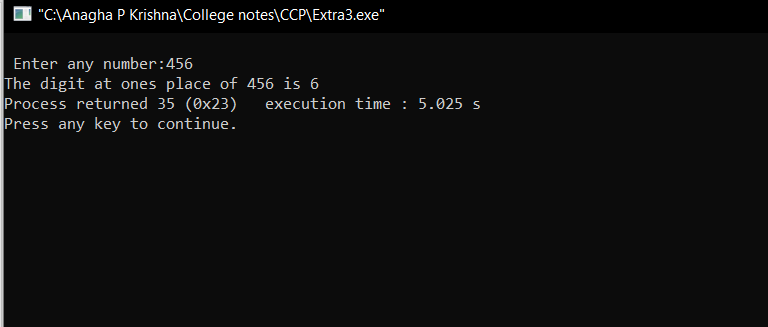 "C:\Anagha P Krishna\College notes\CCP\Extra3.exe"
Enter any number:456
The digit at ones place of 456 is 6
Process returned 35 (0x23)   execution time : 5.025 s
Press any key to continue.